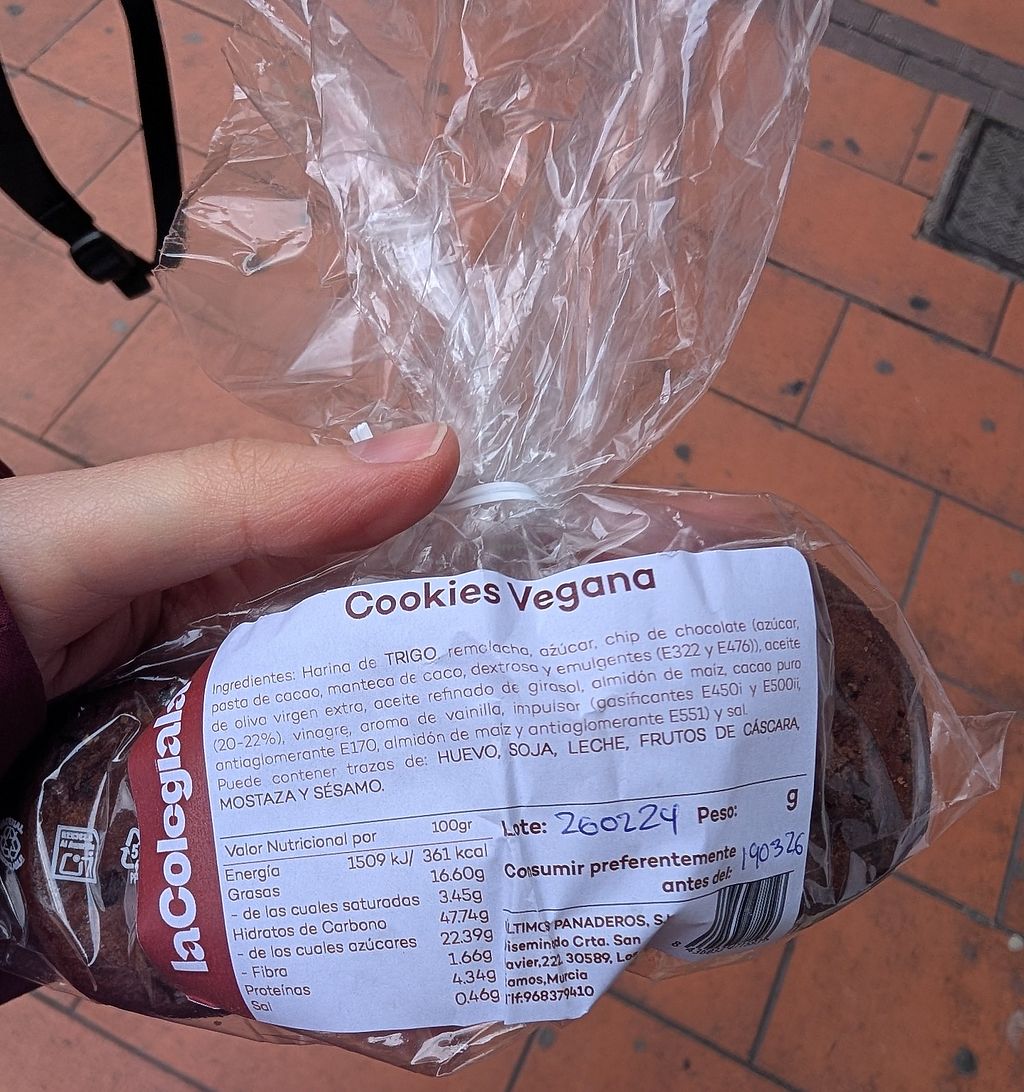 Cookies Vegana
Ingredientes: Harina de TRIGO, remolacha, azúcar, chip de chocolate (azúcar,
pasta de cacao, manteca de caco, dextrosa y emulgentes (E322 y E476)), aceite
de oliva virgen extra, aceite refinado de girasol, almidón de maíz, cacao puro
(20-22%), vinagre, aroma de vainilla, impulsor (gasificantes E450i y E500ii,
antiaglomerante E170, almidón de maíz y antiaglomerante E551) y sal.
Puede contener trazas de: HUEVO, SOJA, LECHE, FRUTOS DE CÁSCARA,
MOSTAZA Y SÉSAMO.
Valor Nutricional por 100gr
Energía 1509 kJ/ 361 kcal
Grasas 16.60g
- de las cuales saturadas 3.45g
Hidratos de Carbono 47.74g
- de los cuales azúcares 22.39g
- Fibra 1.66g
Proteínas 4.34g
Sal 0.46g
Lote: 260224 Peso: g
Consumir preferentemente
antes del: 190326
PANADEROS, S.
Crta. San
30589,
Murcia
968379410
laColegiala